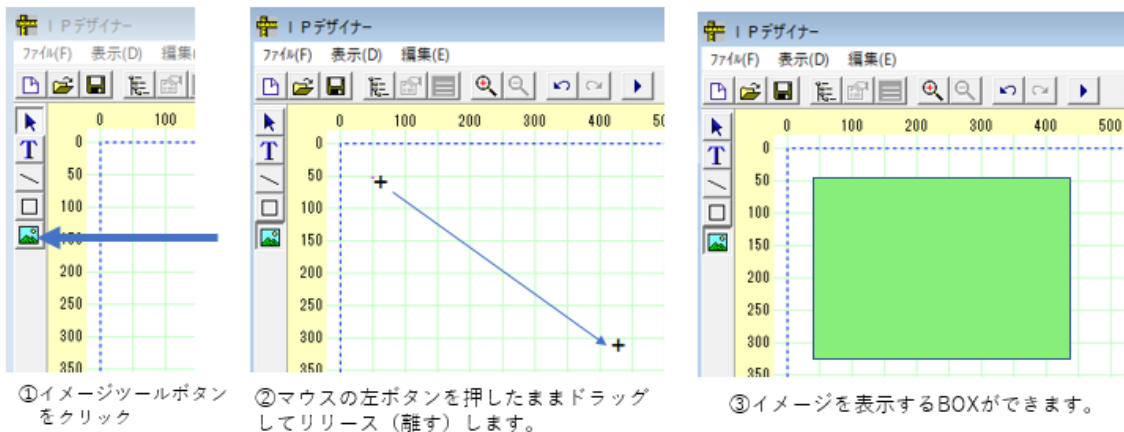 IPデザイナー
ファイル(F) 表示(D) 編集(
0 100
0
50
100
150
200
250
300
350
T
①イメージツールボタン
をクリック
IPデザイナー
ファイル(F) 表示(D) 編集(E)
0 100 200 300 400 50
T
0
50
100
150
200
250
300
350
②マウスの左ボタンを押したままドラッグ
してリリース（離す）します。
IPデザイナー
ファイル(F) 表示(D) 編集(E)
0 100 200 300 400 500
T
0
50
100
150
200
250
300
350
③イメージを表示するBOXができます。